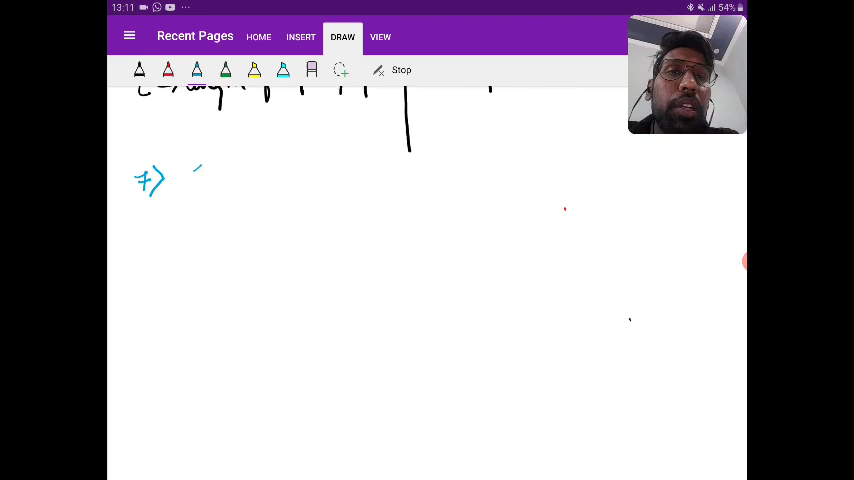 13:11 ... 54%
Recent Pages HOME INSERT DRAW VIEW
Stop
7)